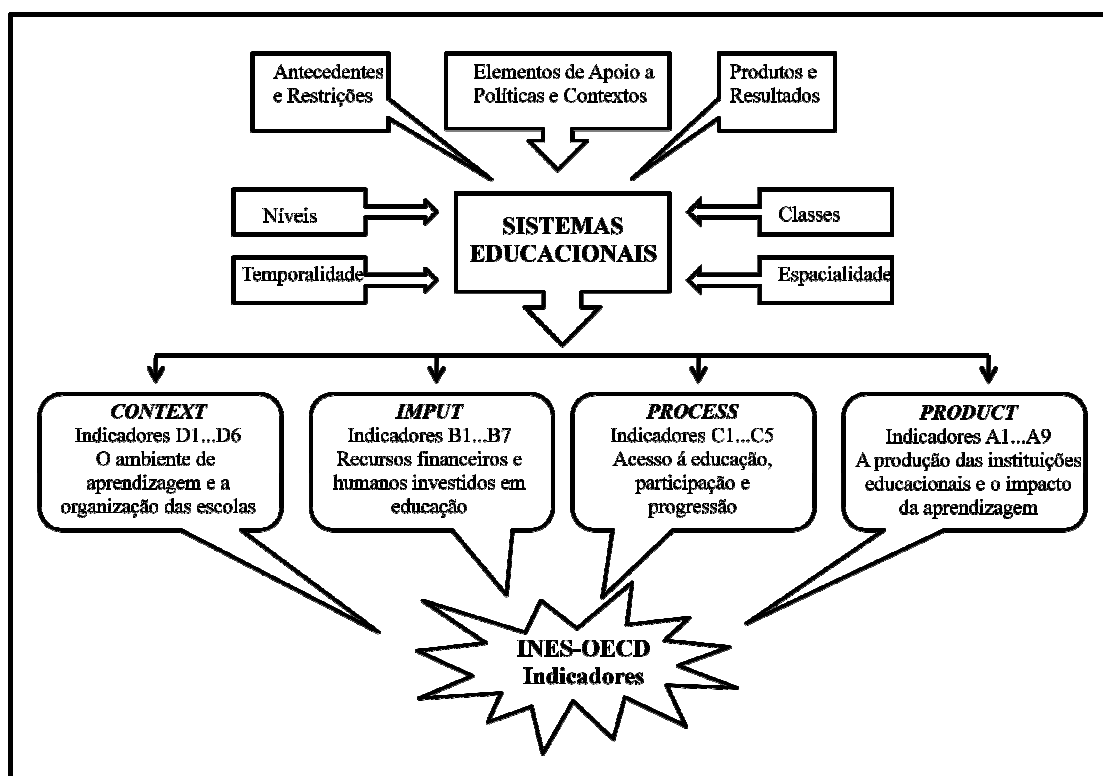 Antecedentes
e Restrições
Elementos de Apoio a
Políticas e Contextos
Produtos e
Resultados
Níveis
SISTEMAS
EDUCACIONAIS
Classes
Temporalidade
Espacialidade
CONTEXT
Indicadores D1...D6
O ambiente de
aprendizagem e a
organização das escolas
IMPUT
Indicadores B1...B7
Recursos financeiros e
humanos investidos em
educação
PROCESS
Indicadores C1...C5
Acesso á educação,
participação e
progressão
PRODUCT
Indicadores A1...A9
A produção das instituições
educacionais e o impacto
da aprendizagem
INES-OECD
Indicadores